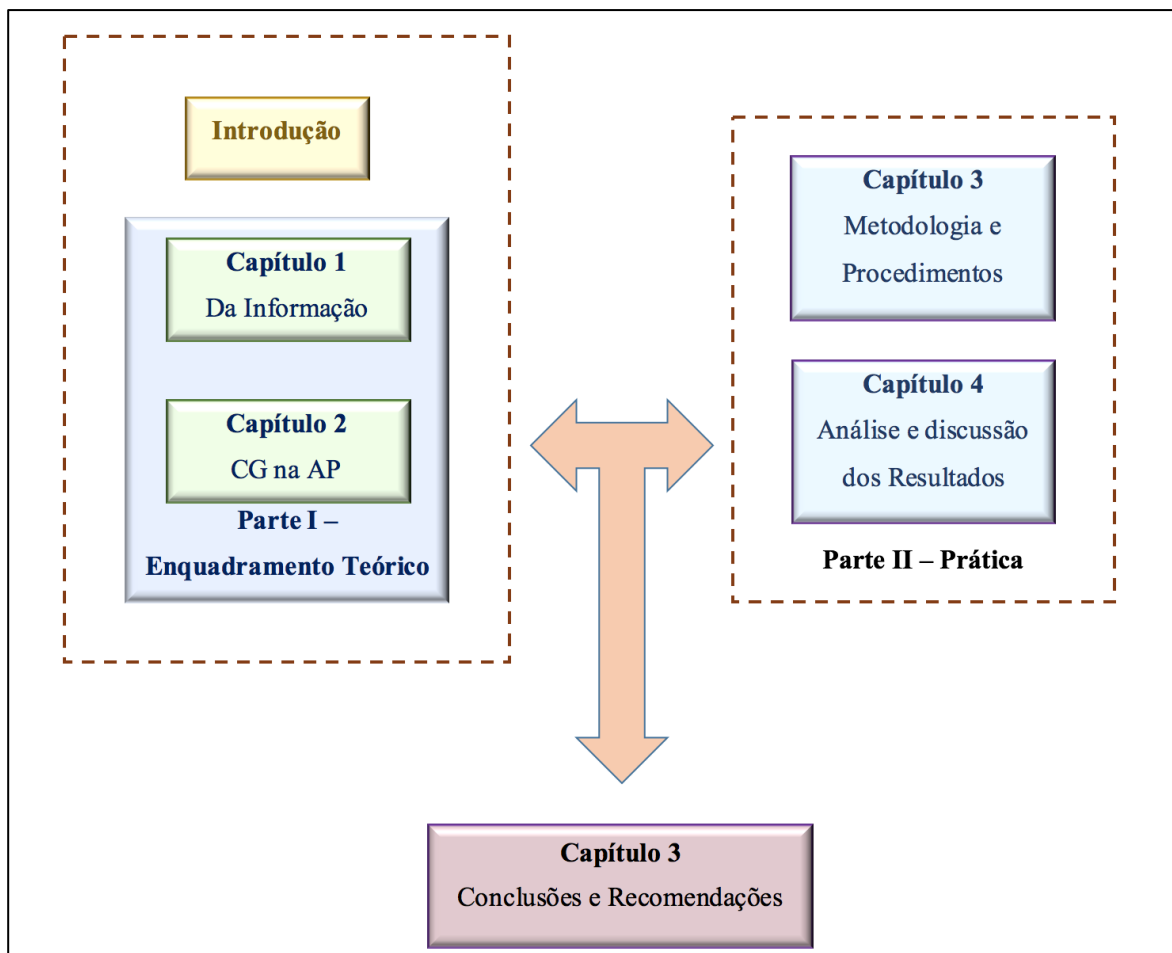 Introdução
Capítulo 1
Da Informação
Capítulo 2
CG na AP
Parte I –
Enquadramento Teórico
Capítulo 3
Metodologia e
Procedimentos
Capítulo 4
Análise e discussão
dos Resultados
Parte II – Prática
Capítulo 3
Conclusões e Recomendações